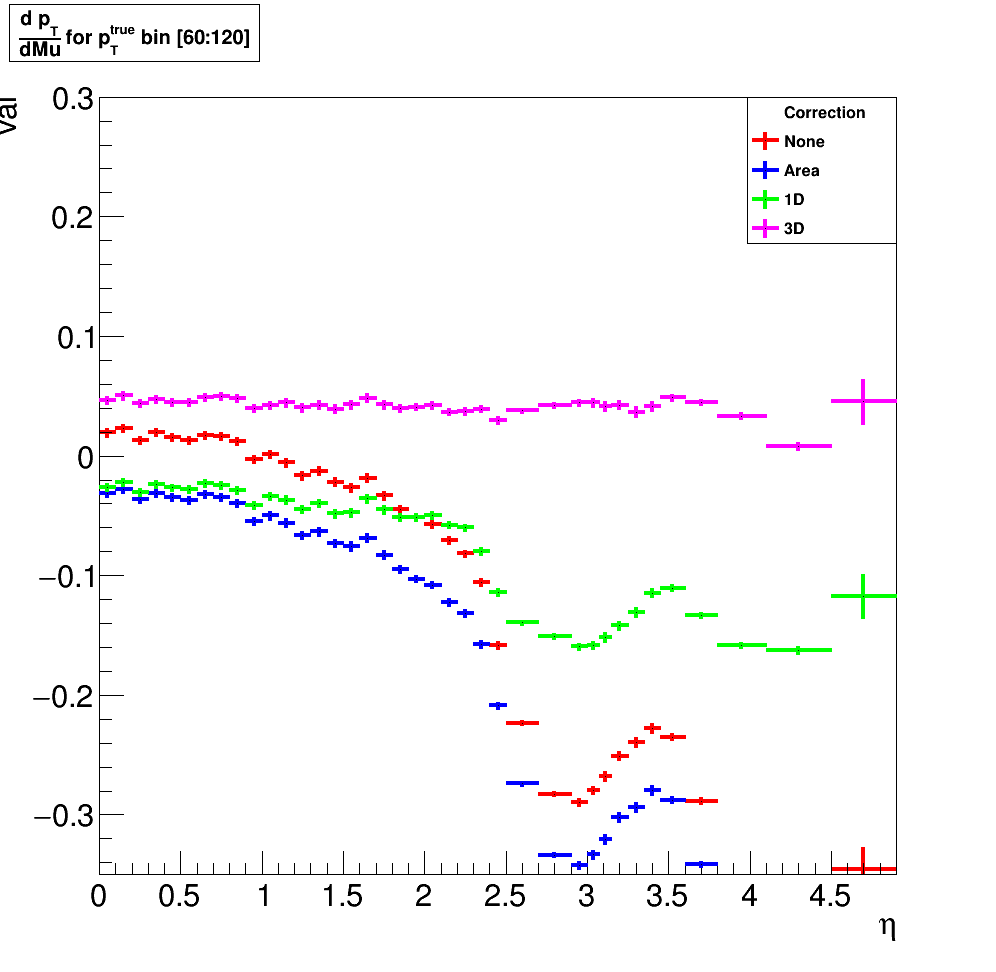 d p_T
dMu
for p_T^true bin [60:120]
val
0.3
0.2
0.1
0
−0.1
−0.2
−0.3
Correction
None
Area
1D
3D
0 0.5 1 1.5 2 2.5 3 3.5 4 4.5
η